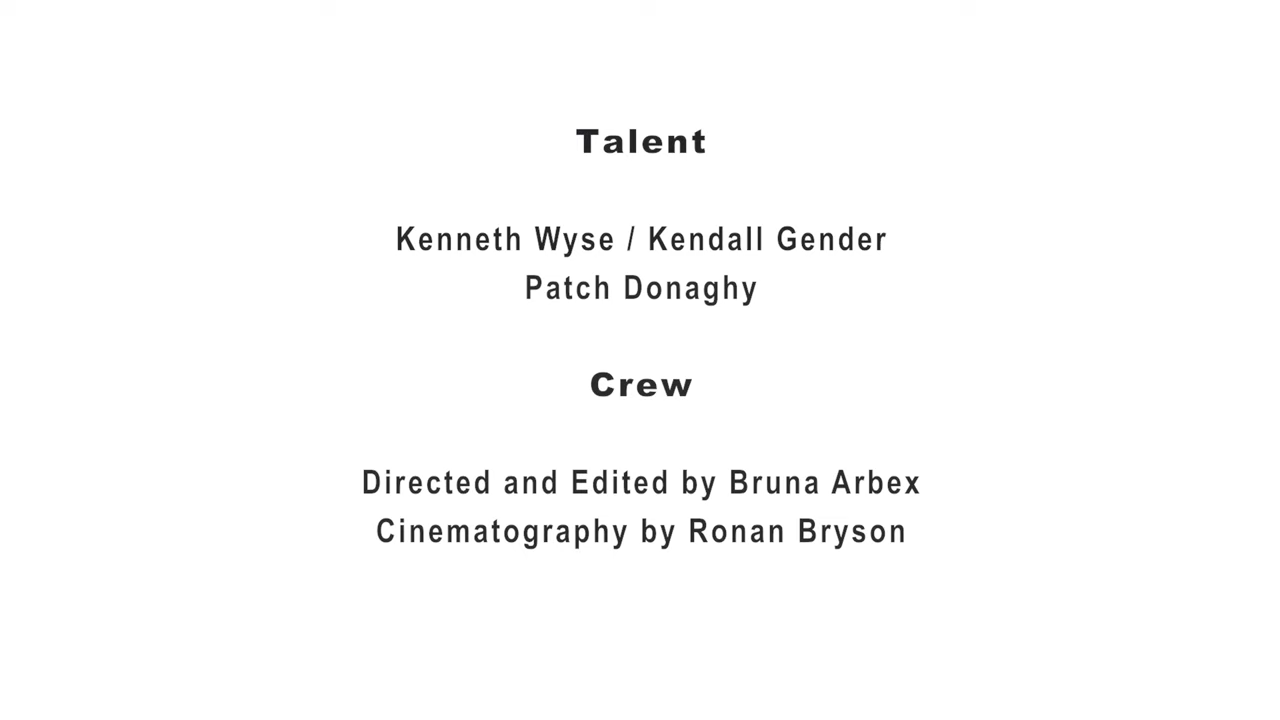 Talent
Kenneth Wyse / Kendall Gender
Patch Donaghy
Crew
Directed and Edited by Bruna Arbex
Cinematography by Ronan Bryson